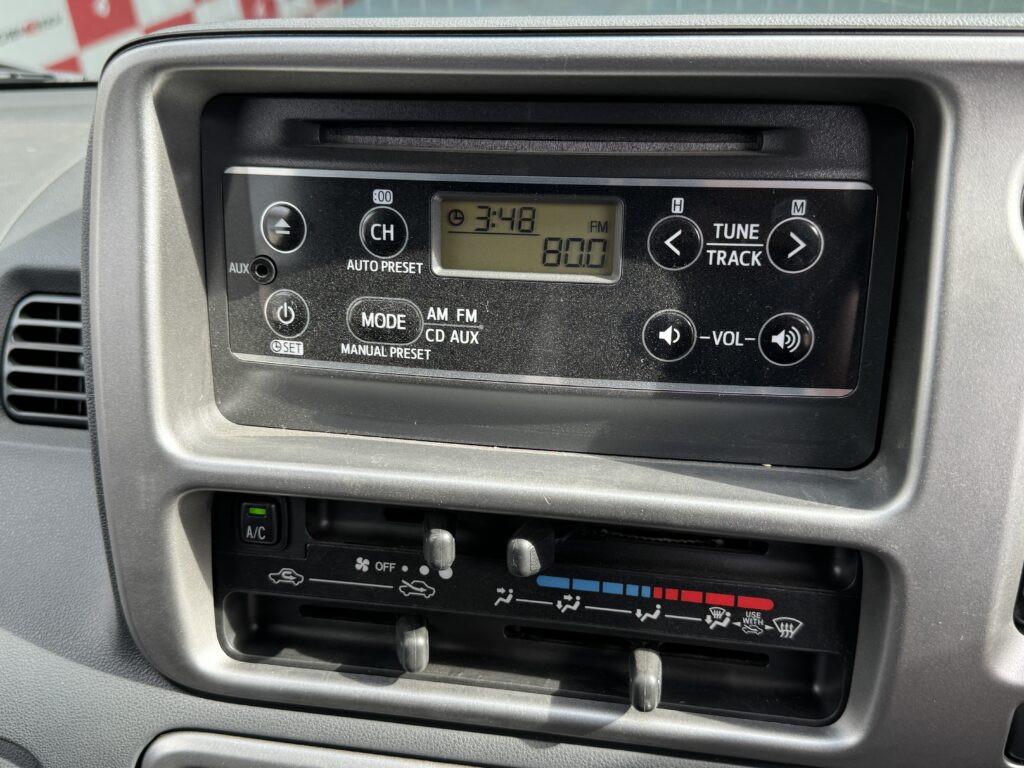 :00
H
M
3:48
FM
80.0
CH
AUTO PRESET
TUNE
TRACK
AUX
MODE
AM FM
CD AUX
MANUAL PRESET
SET
-VOL-
A/C
OFF
USE
WITH